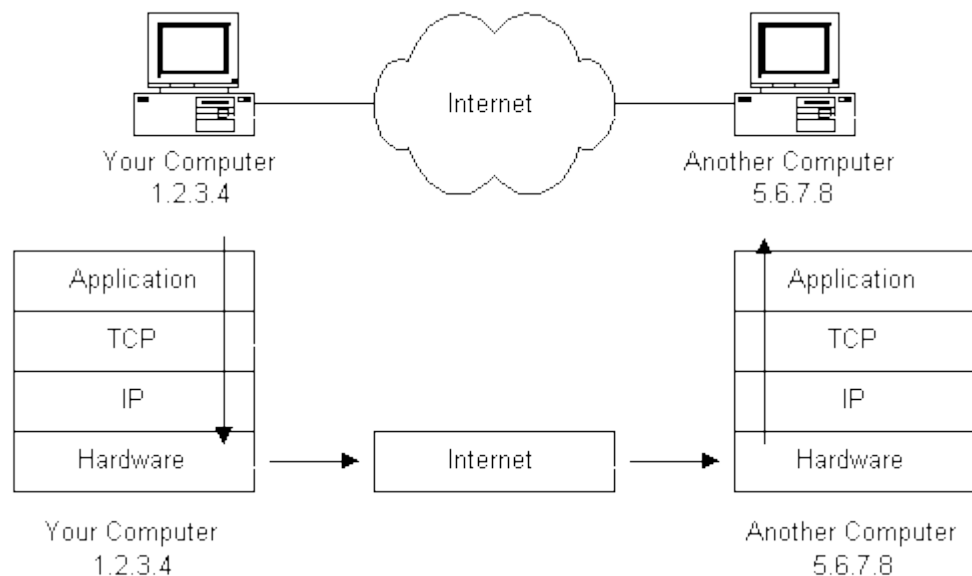 Internet
Your Computer
1.2.3.4
Another Computer
5.6.7.8
Application
TCP
IP
Hardware
Internet
Application
TCP
IP
Hardware
Your Computer
1.2.3.4
Another Computer
5.6.7.8